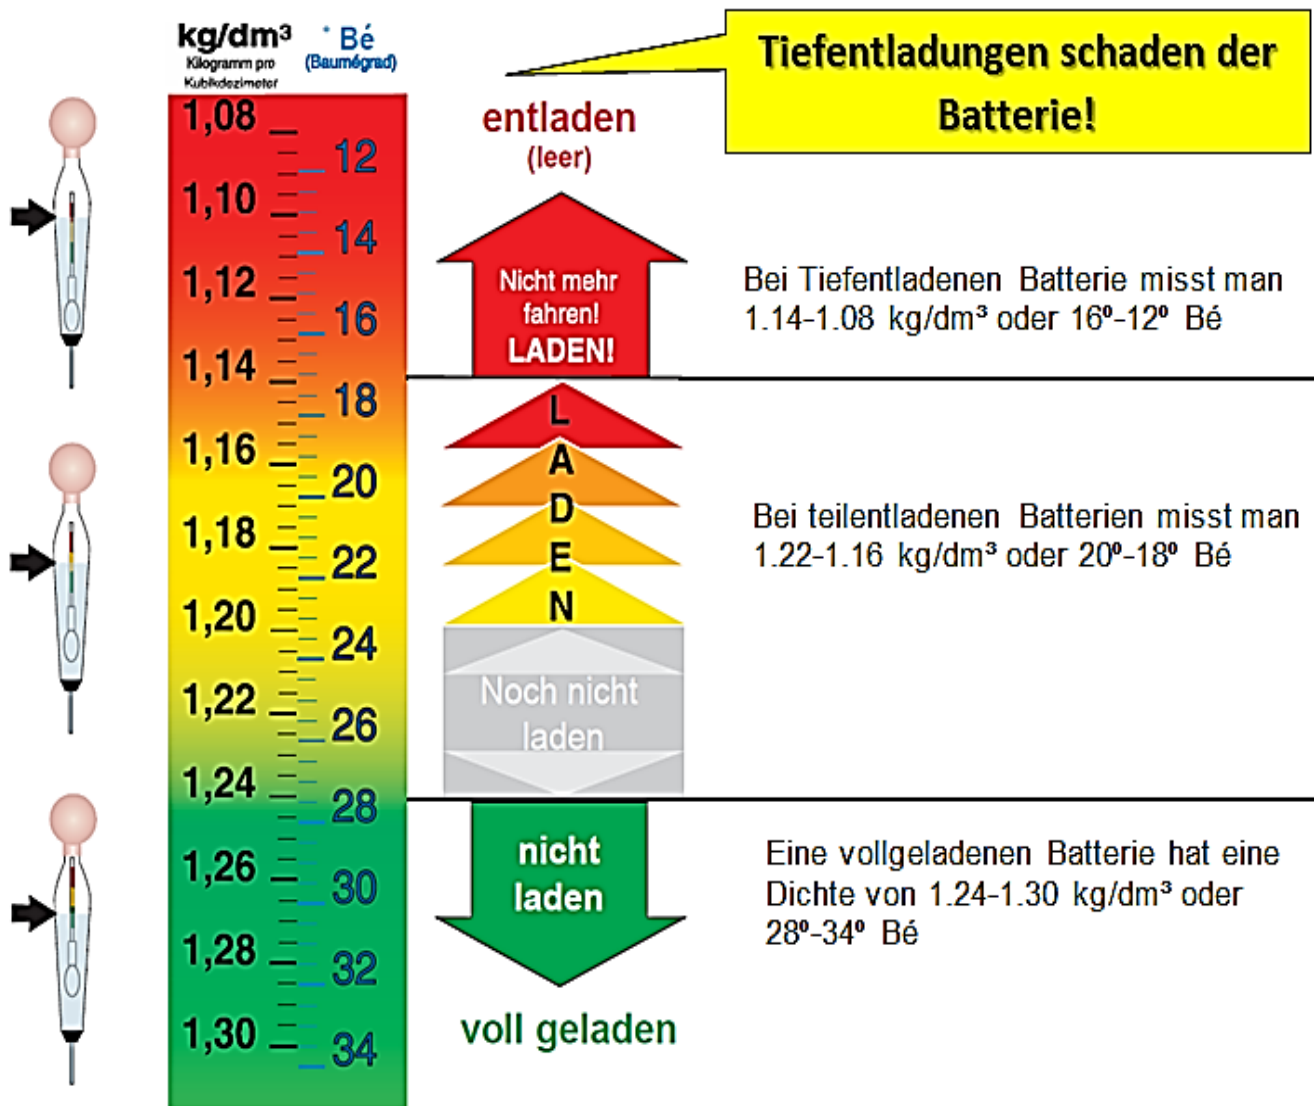 kg/dm³
Kilogramm pro
Kubikdezimeter
° Bé
(Baumégrad)
Tiefentladungen schaden der
Batterie!
entladen
(leer)
1,08
12
1,10
14
1,12
16
1,14
18
1,16
20
1,18
22
1,20
24
1,22
26
1,24
28
1,26
30
1,28
32
1,30
34
Nicht mehr
fahren!
LADEN!
Bei Tiefentladenen Batterie misst man
1.14-1.08 kg/dm³ oder 16º-12º Bé
L
A
D
E
N
Bei teilentladenen Batterien misst man
1.22-1.16 kg/dm³ oder 20º-18º Bé
Noch nicht
laden
nicht
laden
Eine vollgeladenen Batterie hat eine
Dichte von 1.24-1.30 kg/dm³ oder
28º-34º Bé
voll geladen